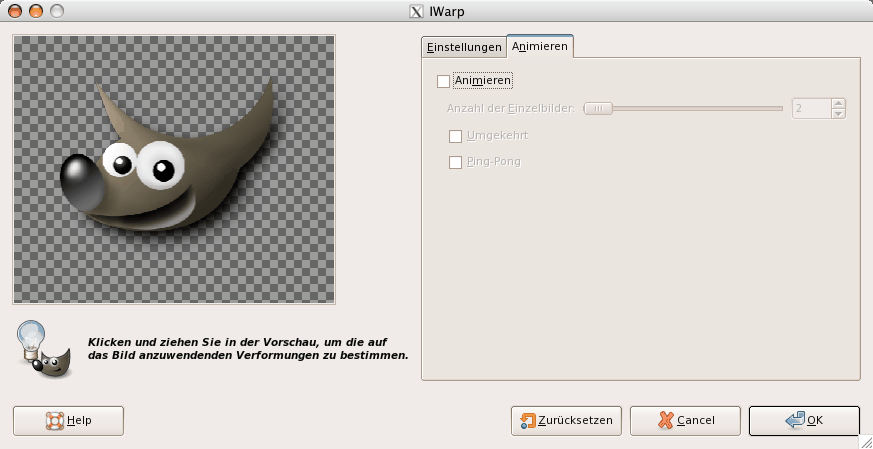 IWarp
Einstellungen
Animieren
Animieren
Anzahl der Einzelbilder:
2
Umgekehrt
Ping-Pong
Klicken und ziehen Sie in der Vorschau, um die auf
das Bild anzuwendenden Verformungen zu bestimmen.
Help
Zurücksetzen
Cancel
OK